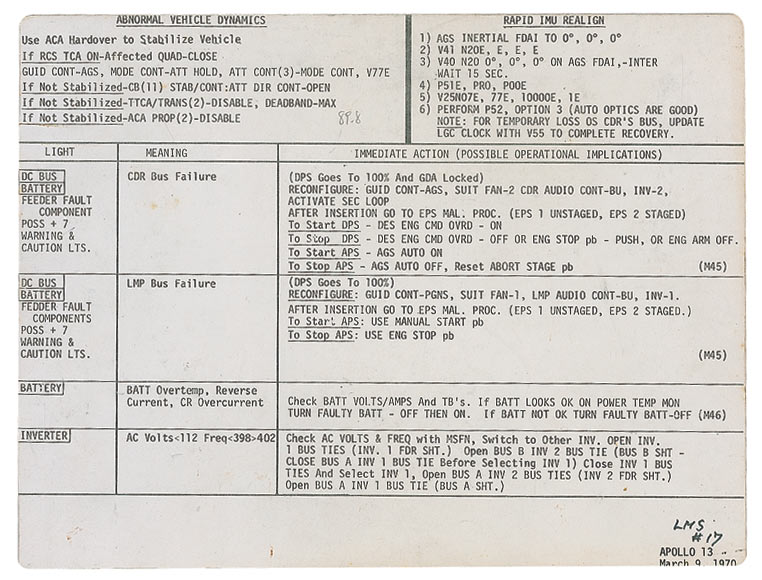 ABNORMAL VEHICLE DYNAMICS
Use ACA Hardover to Stabilize Vehicle
If RCS TCA ON-Affected QUAD-CLOSE
GUID CONT-AGS, MODE CONT-ATT HOLD, ATT CONT(3)-MODE CONT, V77E
If Not Stabilized-CB(11) STAB/CONT:ATT DIR CONT-OPEN
If Not Stabilized-TTCA/TRANS(2)-DISABLE, DEADBAND-MAX
If Not Stabilized-ACA PROP(2)-DISABLE
RAPID IMU REALIGN
1) AGS INERTIAL FDAI TO 0°, 0°, 0°
2) V41 N20E, E, E, E
3) V40 N20 0°, 0°, 0° ON AGS FDAI,-INTER
WAIT 15 SEC.
4) P51E, PRO, P00E
5) V25N07E, 77E, 10000E, 1E
6) PERFORM P52, OPTION 3 (AUTO OPTICS ARE GOOD)
NOTE: FOR TEMPORARY LOSS OS CDR'S BUS, UPDATE
LGC CLOCK WITH V55 TO COMPLETE RECOVERY.
LIGHT MEANING IMMEDIATE ACTION (POSSIBLE OPERATIONAL IMPLICATIONS)
DC BUS
BATTERY
FEEDER FAULT
COMPONENT
POSS + 7
WARNING &
CAUTION LTS.
CDR Bus Failure
(DPS Goes To 100% And GDA Locked)
RECONFIGURE: GUID CONT-AGS, SUIT FAN-2 CDR AUDIO CONT-BU, INV-2,
ACTIVATE SEC LOOP
AFTER INSERTION GO TO EPS MAL. PROC. (EPS 1 UNSTAGED, EPS 2 STAGED)
To Start DPS - DES ENG CMD OVRD - ON
To Stop DPS - DES ENG CMD OVRD - OFF OR ENG STOP pb - PUSH, OR ENG ARM OFF.
To Start APS - AGS AUTO ON
To Stop APS - AGS AUTO OFF, Reset ABORT STAGE pb (M45)
DC BUS
BATTERY
FEDDER FAULT
COMPONENTS
POSS + 7
WARNING &
CAUTION LTS.
LMP Bus Failure
(DPS Goes To 100%)
RECONFIGURE: GUID CONT-PGNS, SUIT FAN-1, LMP AUDIO CONT-BU, INV-1.
AFTER INSERTION GO TO EPS MAL. PROC. (EPS 1 UNSTAGED, EPS 2 STAGED.)
To Start APS: USE MANUAL START pb
To Stop APS: USE ENG STOP pb
(M45)
BATTERY
BATT Overtemp, Reverse
Current, CR Overcurrent
Check BATT VOLTS/AMPS And TB's. If BATT LOOKS OK ON POWER TEMP MON
TURN FAULTY BATT - OFF THEN ON. If BATT NOT OK TURN FAULTY BATT-OFF (M46)
INVERTER
AC Volts<112 Freq<398>402
Check AC VOLTS & FREQ with MSFN, Switch to Other INV. OPEN INV.
1 BUS TIES (INV. 1 FDR SHT.) Open BUS B INV 2 BUS TIE (BUS B SHT -
CLOSE BUS A INV 1 BUS TIE Before Selecting INV 1) Close INV 1 BUS
TIES And Select INV 1, Open BUS A INV 2 BUS TIES (INV 2 FDR SHT.)
Open BUS A INV 1 BUS TIE (BUS A SHT.)
LMS
#17
APOLLO 13
March 9, 1970